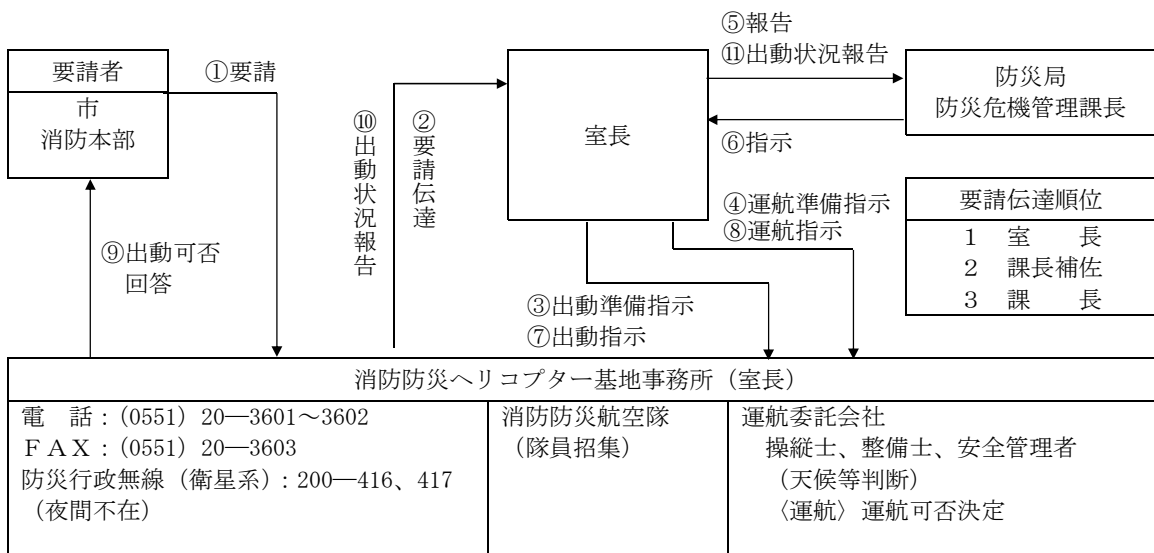 ⑤報告
⑪出動状況報告
要請者
市
消防本部
①要請
⑩出動状況報告
②要請伝達
室長
防災局
防災危機管理課長
⑥指示
④運航準備指示
⑧運航指示
要請伝達順位
1 室 長
2 課長補佐
3 課 長
⑨出動可否
回答
③出動準備指示
⑦出動指示
消防防災ヘリコプター基地事務所（室長）
電 話：(0551) 20―3601～3602
ＦＡＸ：(0551) 20―3603
防災行政無線（衛星系）：200―416、417
（夜間不在）
消防防災航空隊
（隊員招集）
運航委託会社
操縦士、整備士、安全管理者
（天候等判断）
〈運航〉運航可否決定